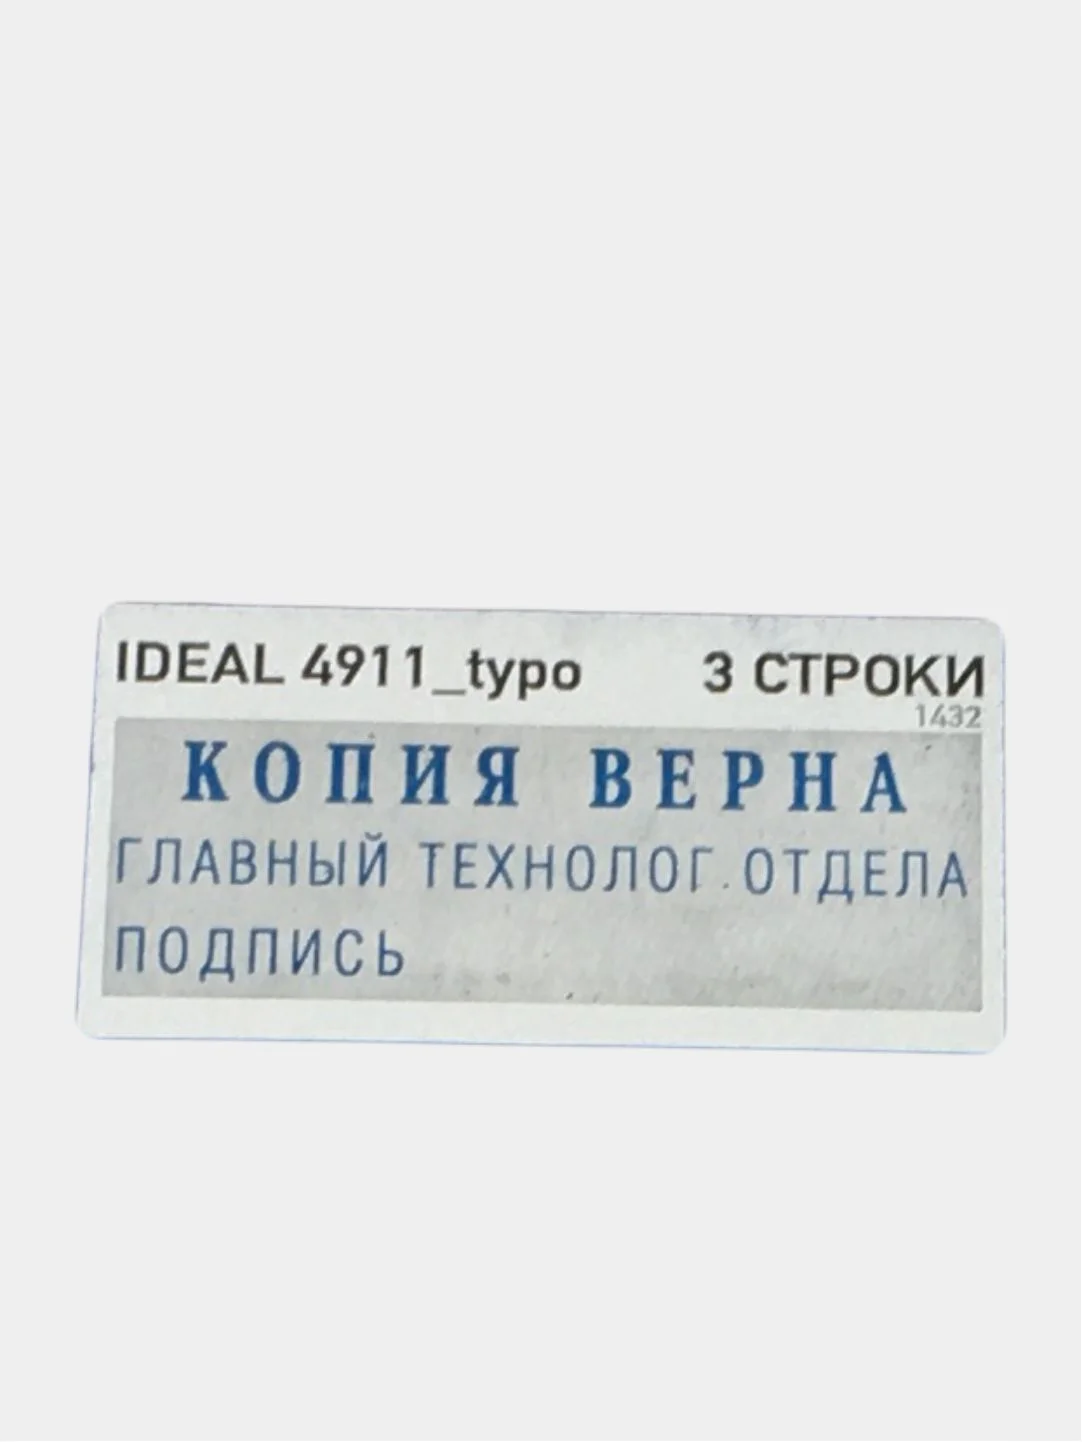 IDEAL 4911_typo 3 СТРОКИ
1432
КОПИЯ ВЕРНА
ГЛАВНЫЙ ТЕХНОЛОГ ОТДЕЛА
ПОДПИСЬ